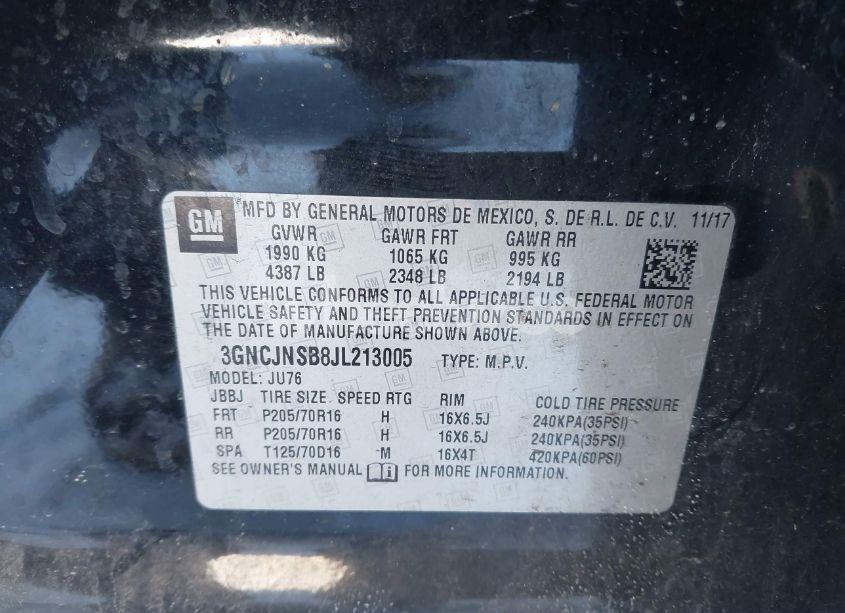 GM MFD BY GENERAL MOTORS DE MEXICO, S. DE R.L. DE C.V. 11/17
GVWR GAWR FRT GAWR RR
1990 KG 1065 KG 995 KG
4387 LB 2348 LB 2194 LB
THIS VEHICLE CONFORMS TO ALL APPLICABLE U.S. FEDERAL MOTOR
VEHICLE SAFETY AND THEFT PREVENTION STANDARDS IN EFFECT ON
THE DATE OF MANUFACTURE SHOWN ABOVE.
3GNCJNSB8JL213005 TYPE: M.P.V.
MODEL: JU76
JBBJ TIRE SIZE SPEED RTG RIM COLD TIRE PRESSURE
FRT P205/70R16 H 16X6.5J 240KPA(35PSI)
RR P205/70R16 H 16X6.5J 240KPA(35PSI)
SPA T125/70D16 M 16X4T 420KPA(60PSI)
SEE OWNER'S MANUAL FOR MORE INFORMATION.